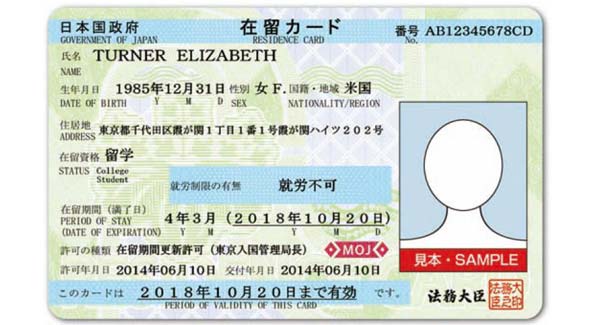 日本国政府 在留カード 番号 AB12345678CD
GOVERNMENT OF JAPAN RESIDENCE CARD No.
氏名 TURNER ELIZABETH
NAME
生年月日 1985年12月31日 性別 女 F. 国籍・地域 米国
DATE OF BIRTH Y M D SEX NATIONALITY/REGION
住居地 東京都千代田区霞が関1丁目1番1号霞が関ハイツ202号
ADDRESS
在留資格 留学
STATUS College
Student
就労制限の有無 就労不可
在留期間(満了日) 4年3月(2018年10月20日)
PERIOD OF STAY
(DATE OF EXPIRATION) Y M Y M D
許可の種類 在留期間更新許可(東京入国管理局長) MOJ
許可年月日 2014年06月10日 交付年月日 2014年06月10日
このカードは 2018年10月20日まで有効 です。
PERIOD OF VALIDITY OF THIS CARD
見本・SAMPLE
法務大臣
法務大臣之印